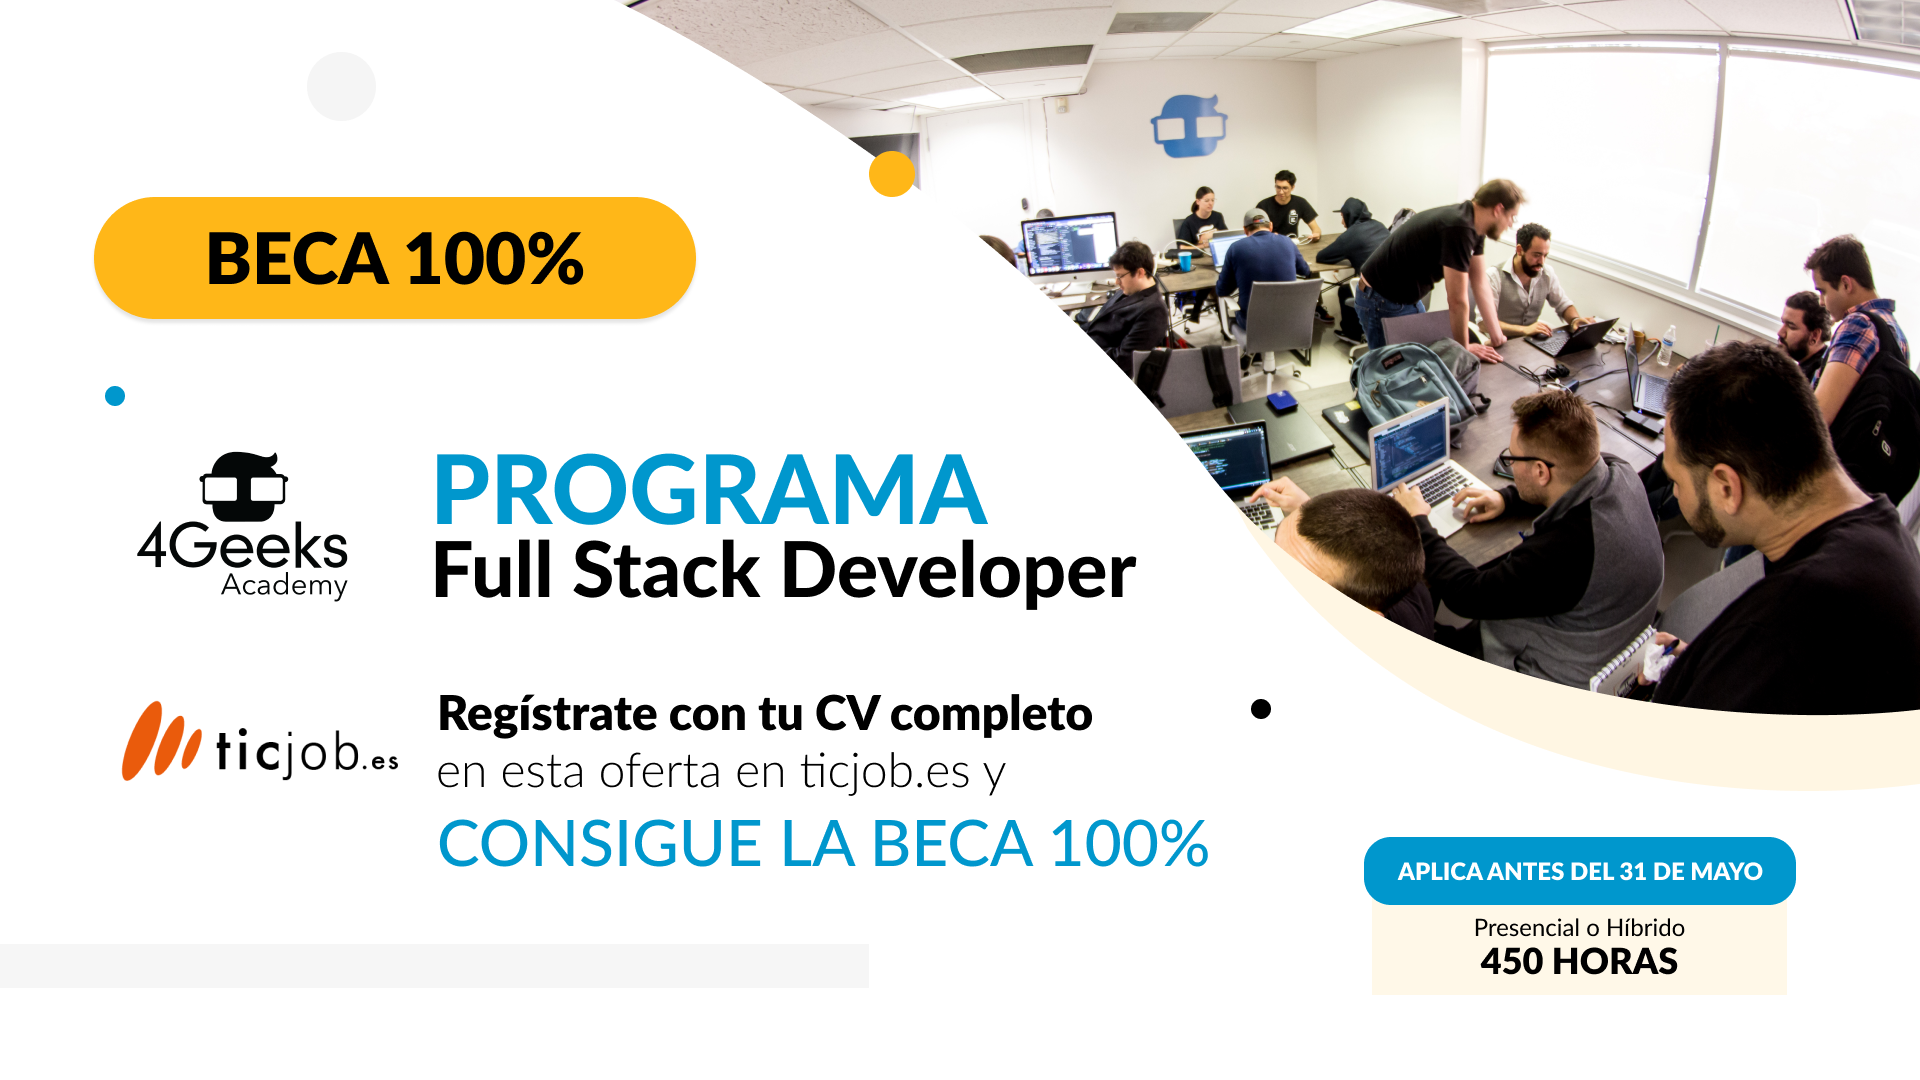 BECA 100%
4Geeks
Academy
PROGRAMA
Full Stack Developer
ticjob.es
Regístrate con tu CV completo
en esta oferta en ticjob.es y
CONSIGUE LA BECA 100%
APLICA ANTES DEL 31 DE MAYO
Presencial o Híbrido
450 HORAS